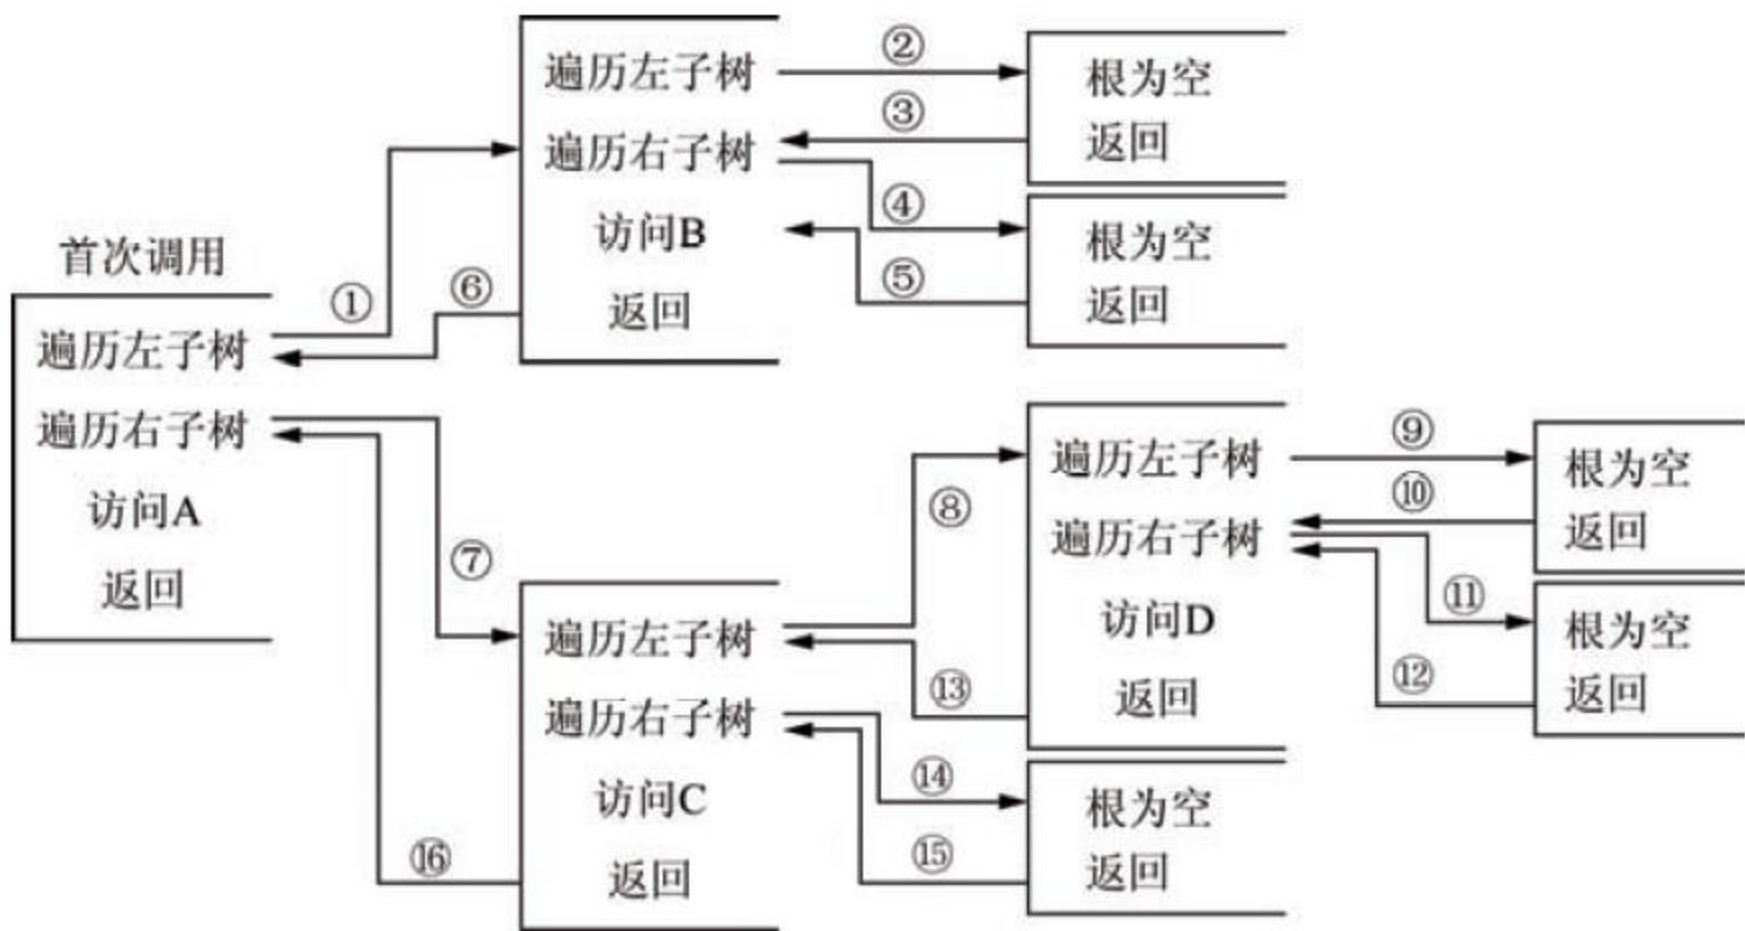 首次调用
遍历左子树
遍历右子树
访问A
返回
①
⑥
遍历左子树
遍历右子树
访问B
返回
②
③
④
⑤
根为空
返回
根为空
返回
⑦
遍历左子树
遍历右子树
访问C
返回
⑯
⑧
⑬
⑭
⑮
遍历左子树
遍历右子树
访问D
返回
根为空
返回
⑨
⑩
⑪
⑫
根为空
返回
根为空
返回